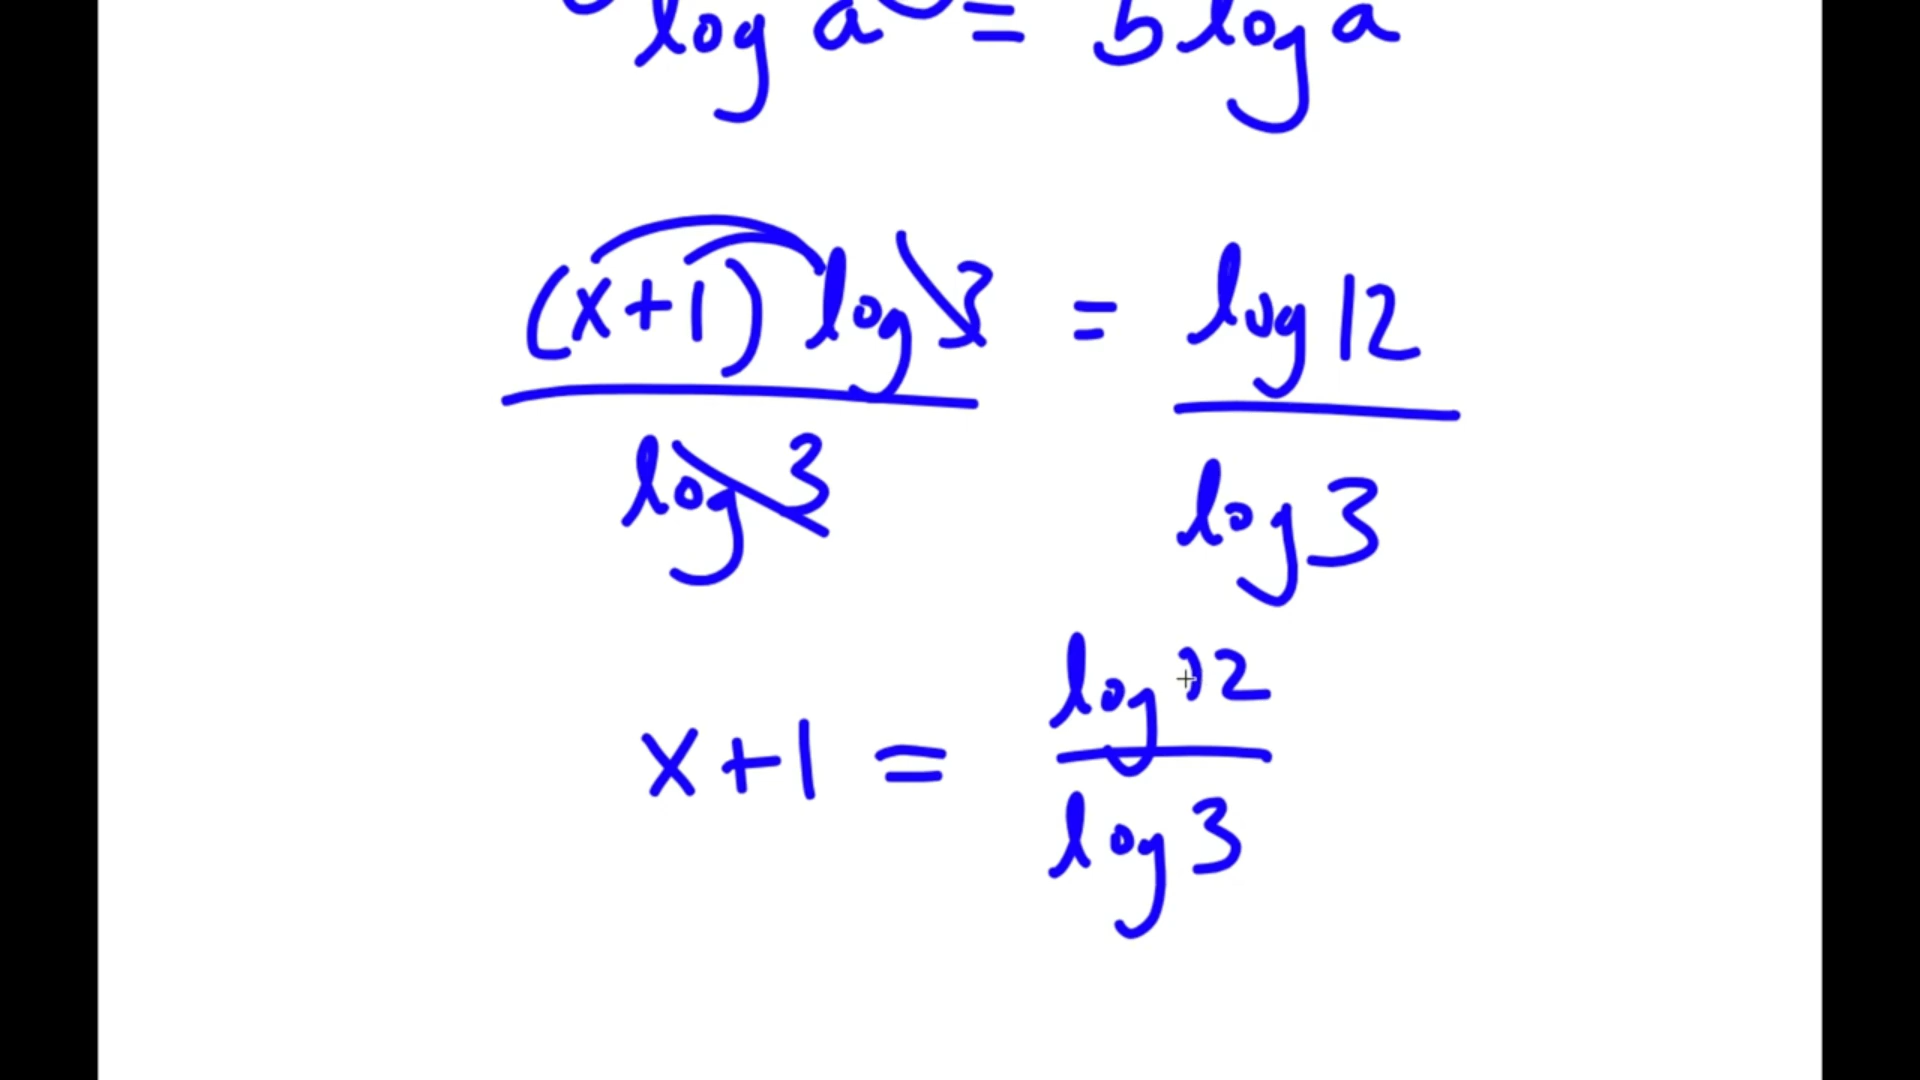 log a = b log a
(x+1) log 3 = log 12
log 3 log 3
x+1 = log 12
log 3